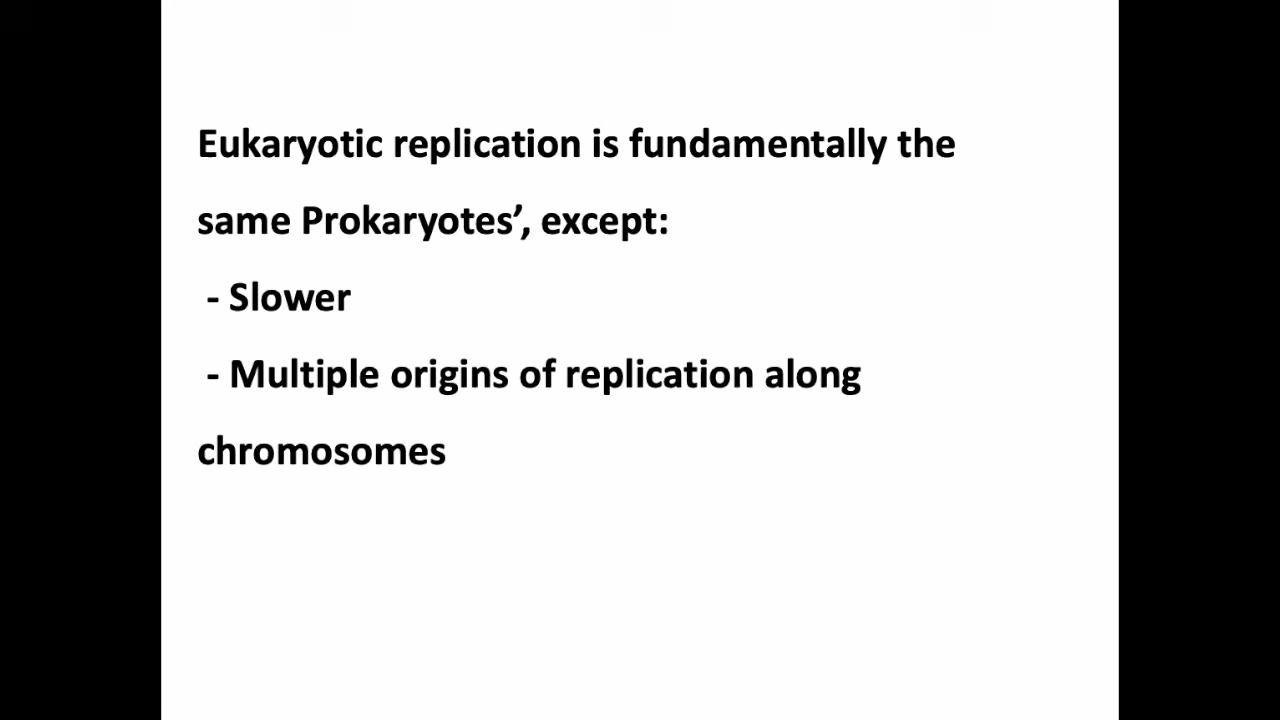 Eukaryotic replication is fundamentally the
same Prokaryotes’, except:
- Slower
- Multiple origins of replication along
chromosomes